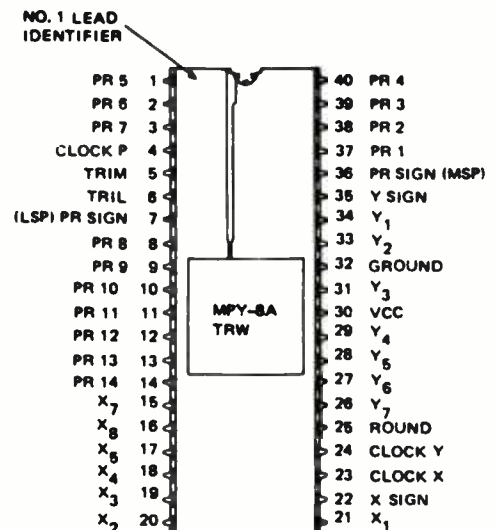 NO. 1 LEAD
IDENTIFIER
PR 5 1
PR 6 2
PR 7 3
CLOCK P 4
TRIM 5
TRIL 6
(LSP) PR SIGN 7
PR 8 8
PR 9 9
PR 10 10
PR 11 11
PR 12 12
PR 13 13
PR 14 14
X7 15
X6 16
X5 17
X4 18
X3 19
X2 20
MPY-8A
TRW
40 PR 4
39 PR 3
38 PR 2
37 PR 1
36 PR SIGN (MSP)
35 Y SIGN
34 Y1
33 Y2
32 GROUND
31 Y3
30 VCC
29 Y4
28 Y5
27 Y6
26 Y7
25 ROUND
24 CLOCK Y
23 CLOCK X
22 X SIGN
21 X1